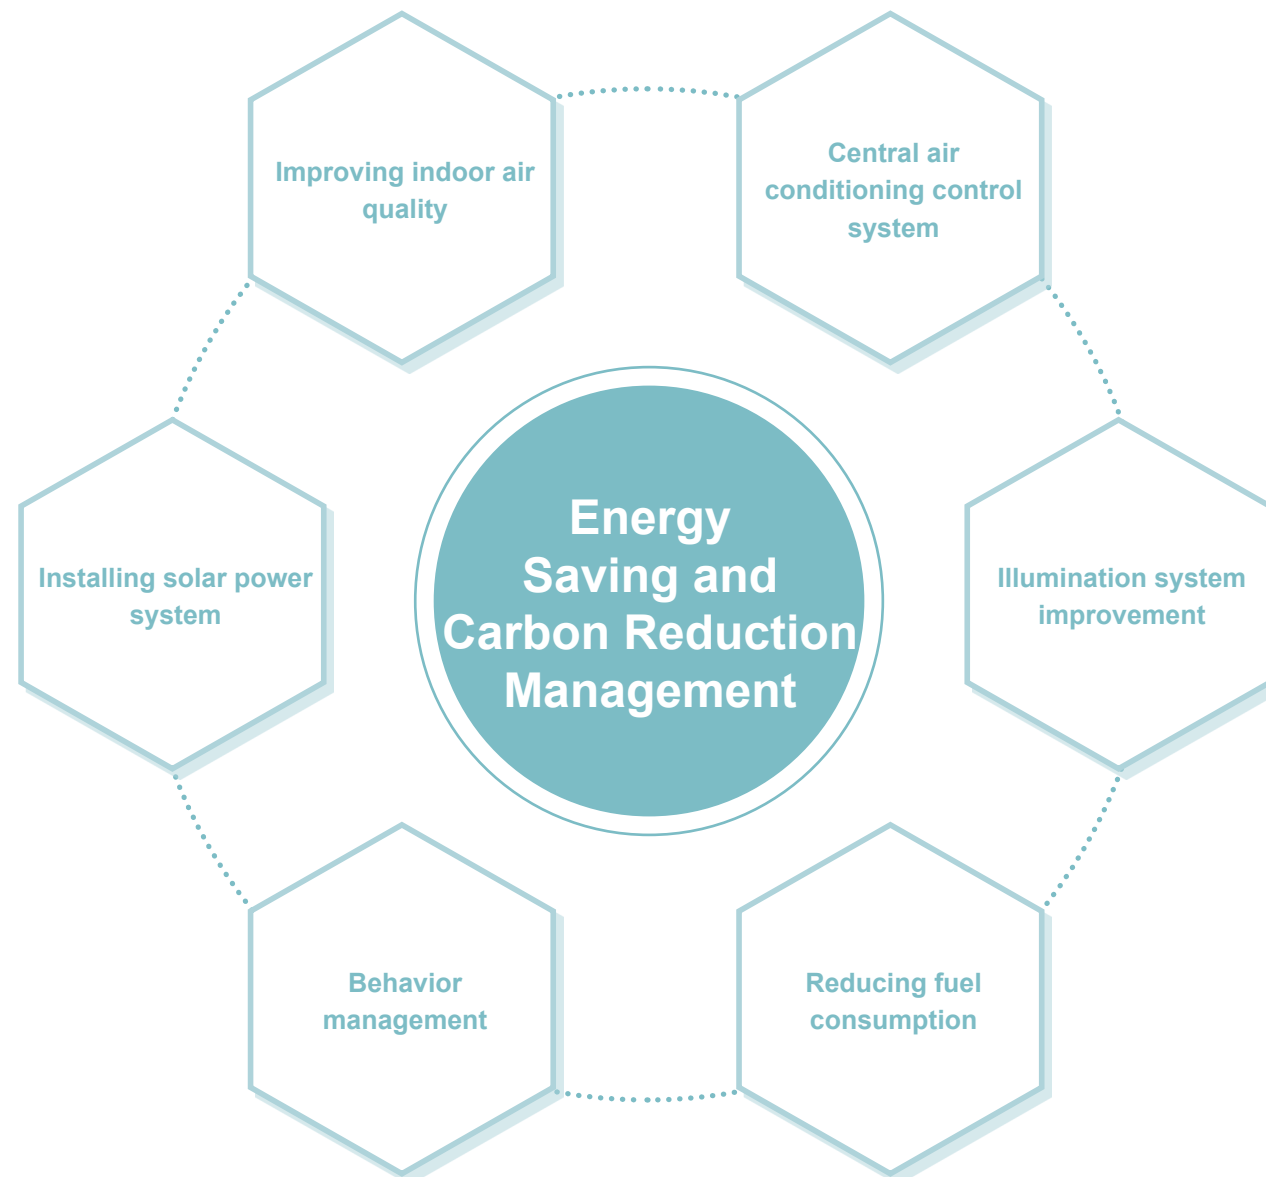 Improving indoor air
quality
Central air
conditioning control
system
Energy
Saving and
Carbon Reduction
Management
Installing solar power
system
Illumination system
improvement
Behavior
management
Reducing fuel
consumption